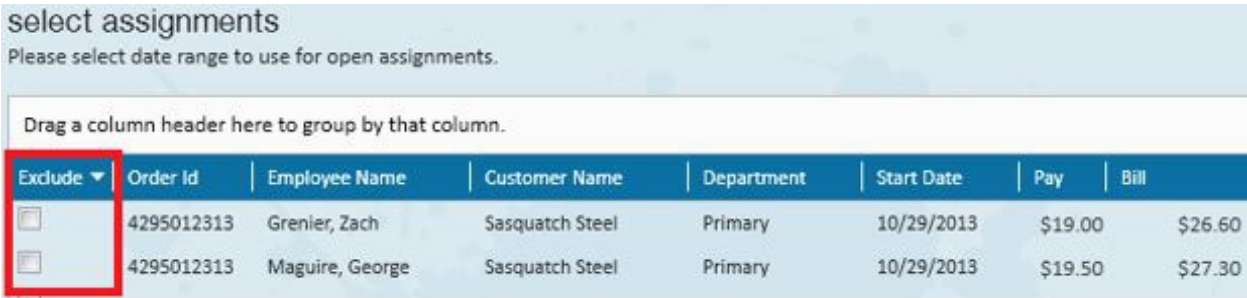 select assignments
Please select date range to use for open assignments.
Drag a column header here to group by that column.
Exclude Order Id Employee Name Customer Name Department Start Date Pay Bill
4295012313 Grenier, Zach Sasquatch Steel Primary 10/29/2013 $19.00 $26.60
4295012313 Maguire, George Sasquatch Steel Primary 10/29/2013 $19.50 $27.30